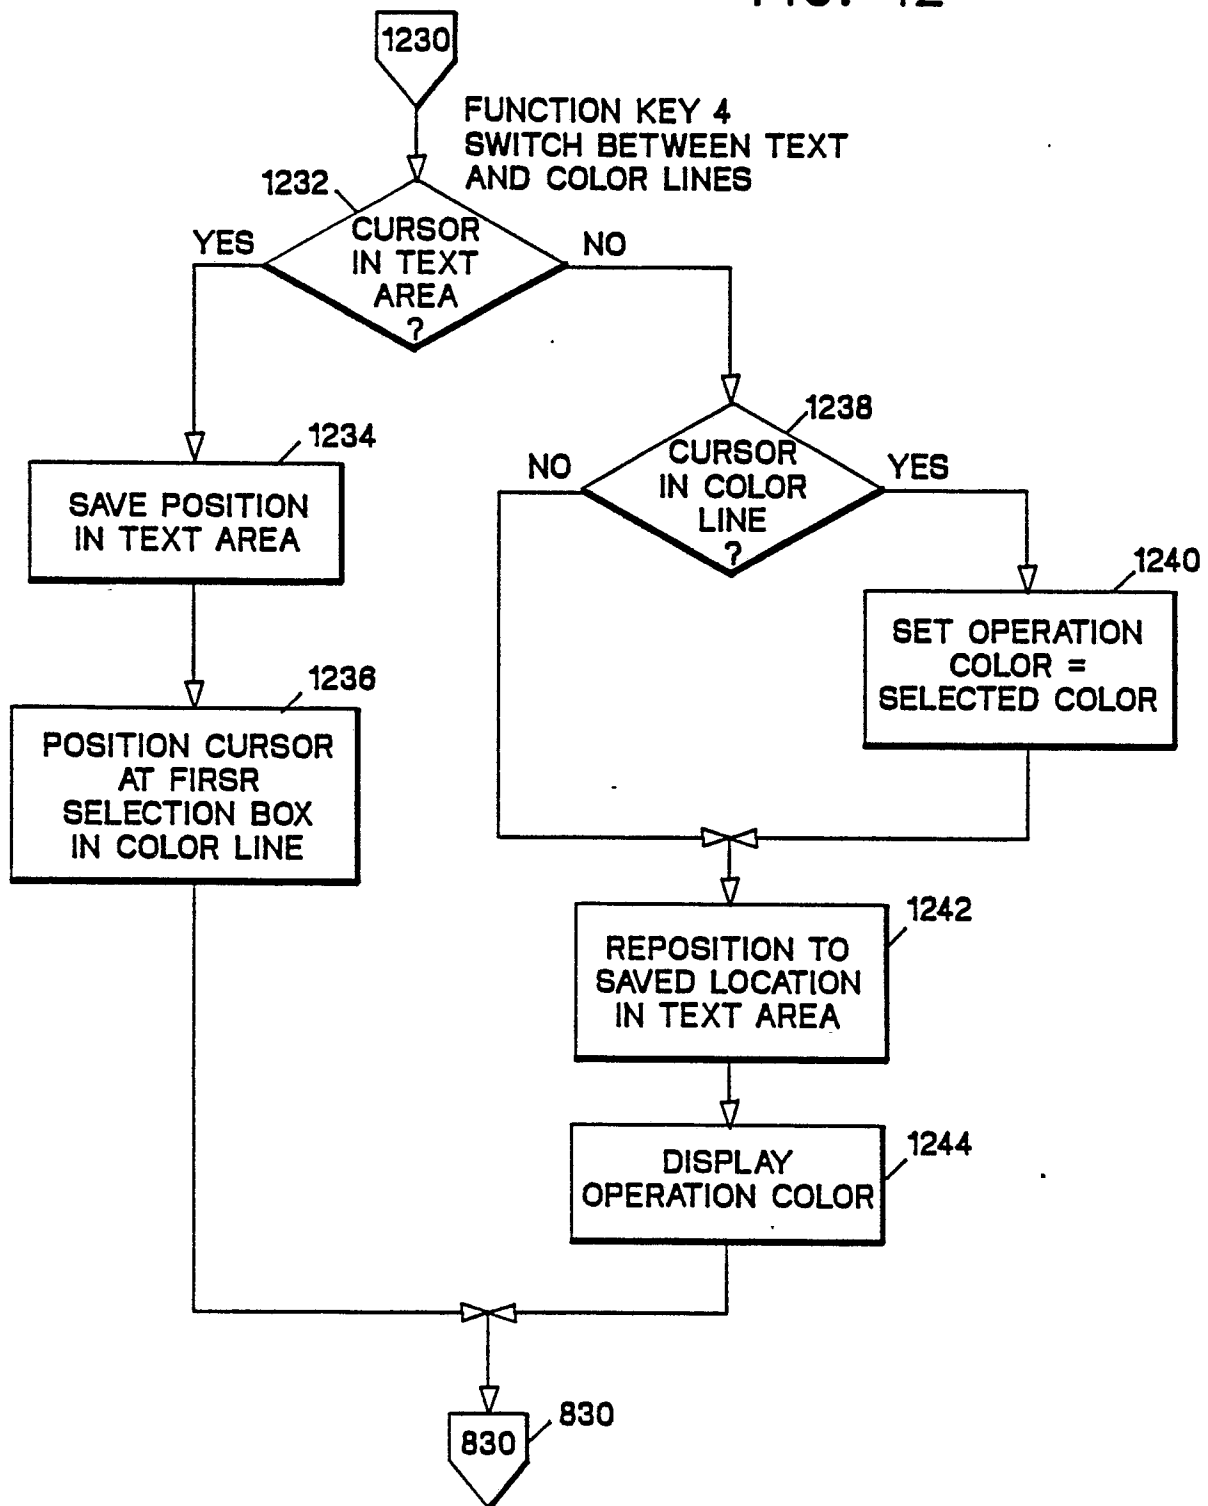 FIG. 12
1230
FUNCTION KEY 4
SWITCH BETWEEN TEXT
AND COLOR LINES
1232
CURSOR
IN TEXT
AREA
?
YES
NO
1234
SAVE POSITION
IN TEXT AREA
1238
CURSOR
IN COLOR
LINE
?
NO
YES
1240
SET OPERATION
COLOR =
SELECTED COLOR
1236
POSITION CURSOR
AT FIRSR
SELECTION BOX
IN COLOR LINE
1242
REPOSITION TO
SAVED LOCATION
IN TEXT AREA
1244
DISPLAY
OPERATION COLOR
830
830